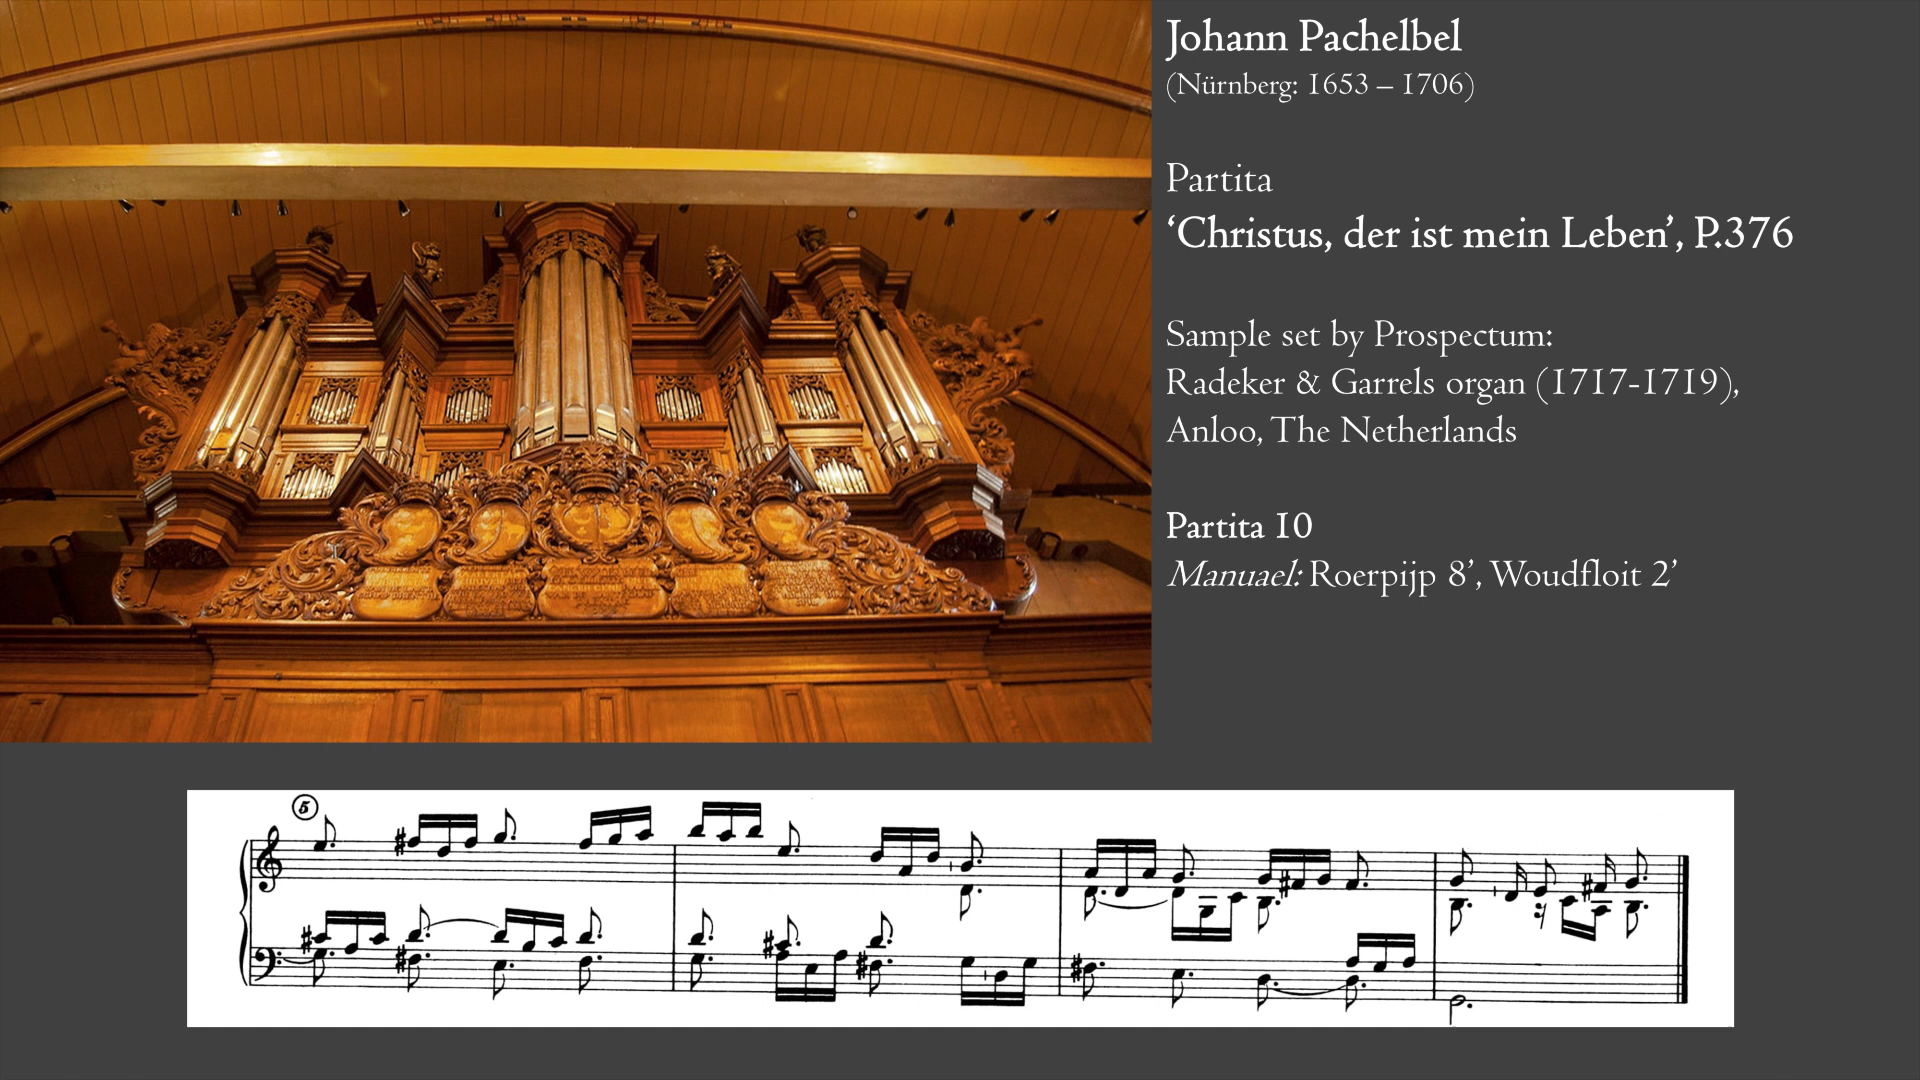 Johann Pachelbel
(Nürnberg: 1653 – 1706)
Partita
‘Christus, der ist mein Leben’, P.376
Sample set by Prospectum:
Radeker & Garrels organ (1717-1719),
Anloo, The Netherlands
Partita 10
Manuael: Roerpijp 8’, Woudfloit 2’
5